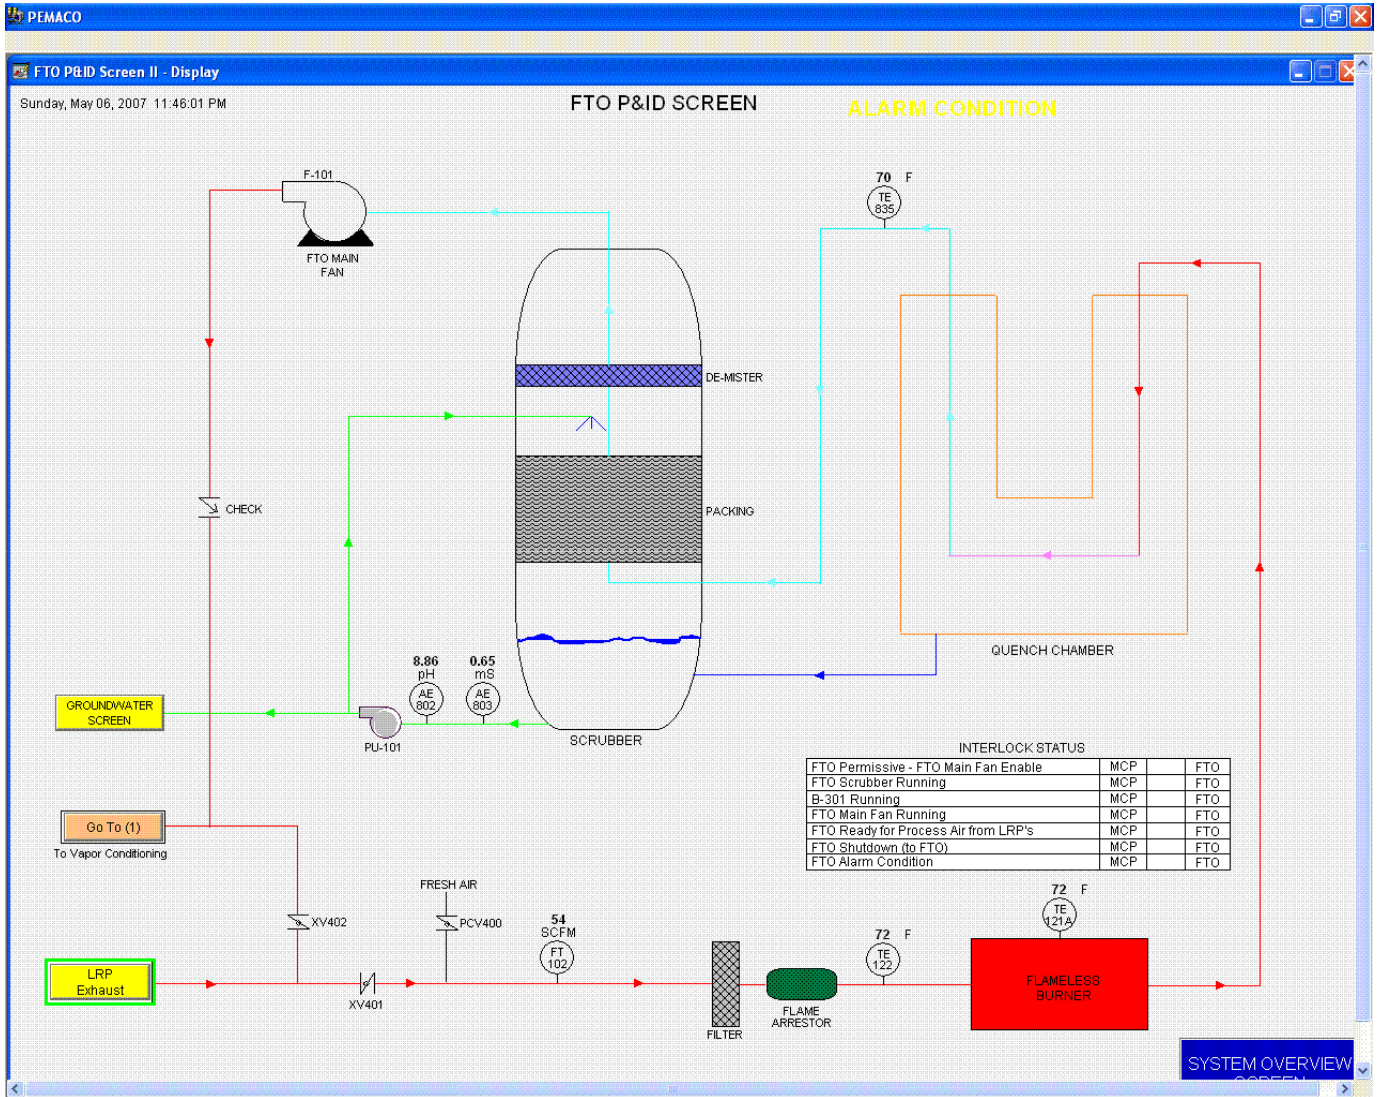 PEMACO
FTO P&ID Screen II - Display
Sunday, May 06, 2007 11:46:01 PM
FTO P&ID SCREEN
ALARM CONDITION
F-101
FTO MAIN
FAN
70 F
TE
835
DE-MISTER
CHECK
PACKING
QUENCH CHAMBER
8.86
pH
AE
802
0.65
mS
AE
803
GROUNDWATER
SCREEN
PU-101
SCRUBBER
INTERLOCK STATUS
FTO Permissive - FTO Main Fan Enable MCP FTO
FTO Scrubber Running MCP FTO
B-301 Running MCP FTO
FTO Main Fan Running MCP FTO
FTO Ready for Process Air from LRP's MCP FTO
FTO Shutdown (to FTO) MCP FTO
FTO Alarm Condition MCP FTO
Go To (1)
To Vapor Conditioning
FRESH AIR
XV402
PCV400
54
SCFM
FT
102
72 F
TE
122
72 F
TE
121A
LRP
Exhaust
XV401
FILTER
FLAME
ARRESTOR
FLAMELESS
BURNER
SYSTEM OVERVIEW
SCREEN